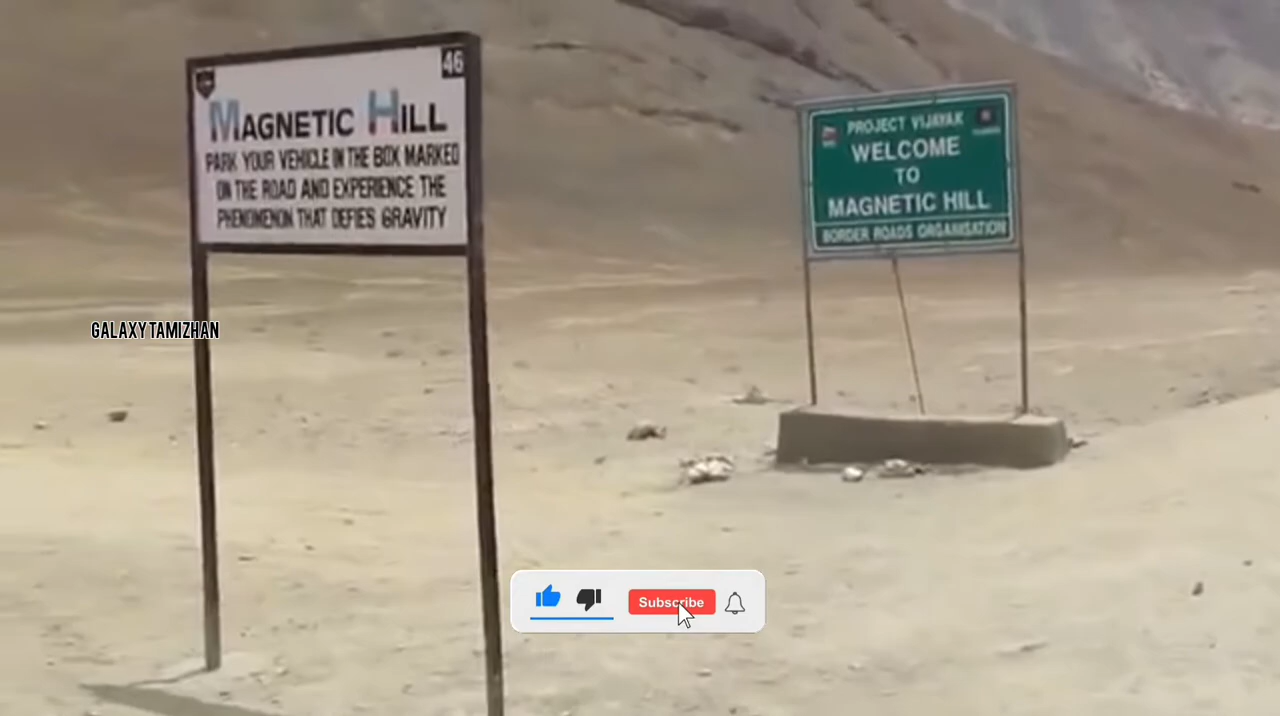 46
MAGNETIC HILL
PARK YOUR VEHICLE IN THE BOX MARKED
ON THE ROAD AND EXPERIENCE THE
PHENOMENON THAT DEFIES GRAVITY
PROJECT VIJAYAK
WELCOME
TO
MAGNETIC HILL
BORDER ROADS ORGANISATION
GALAXY TAMIZHAN
Subscribe